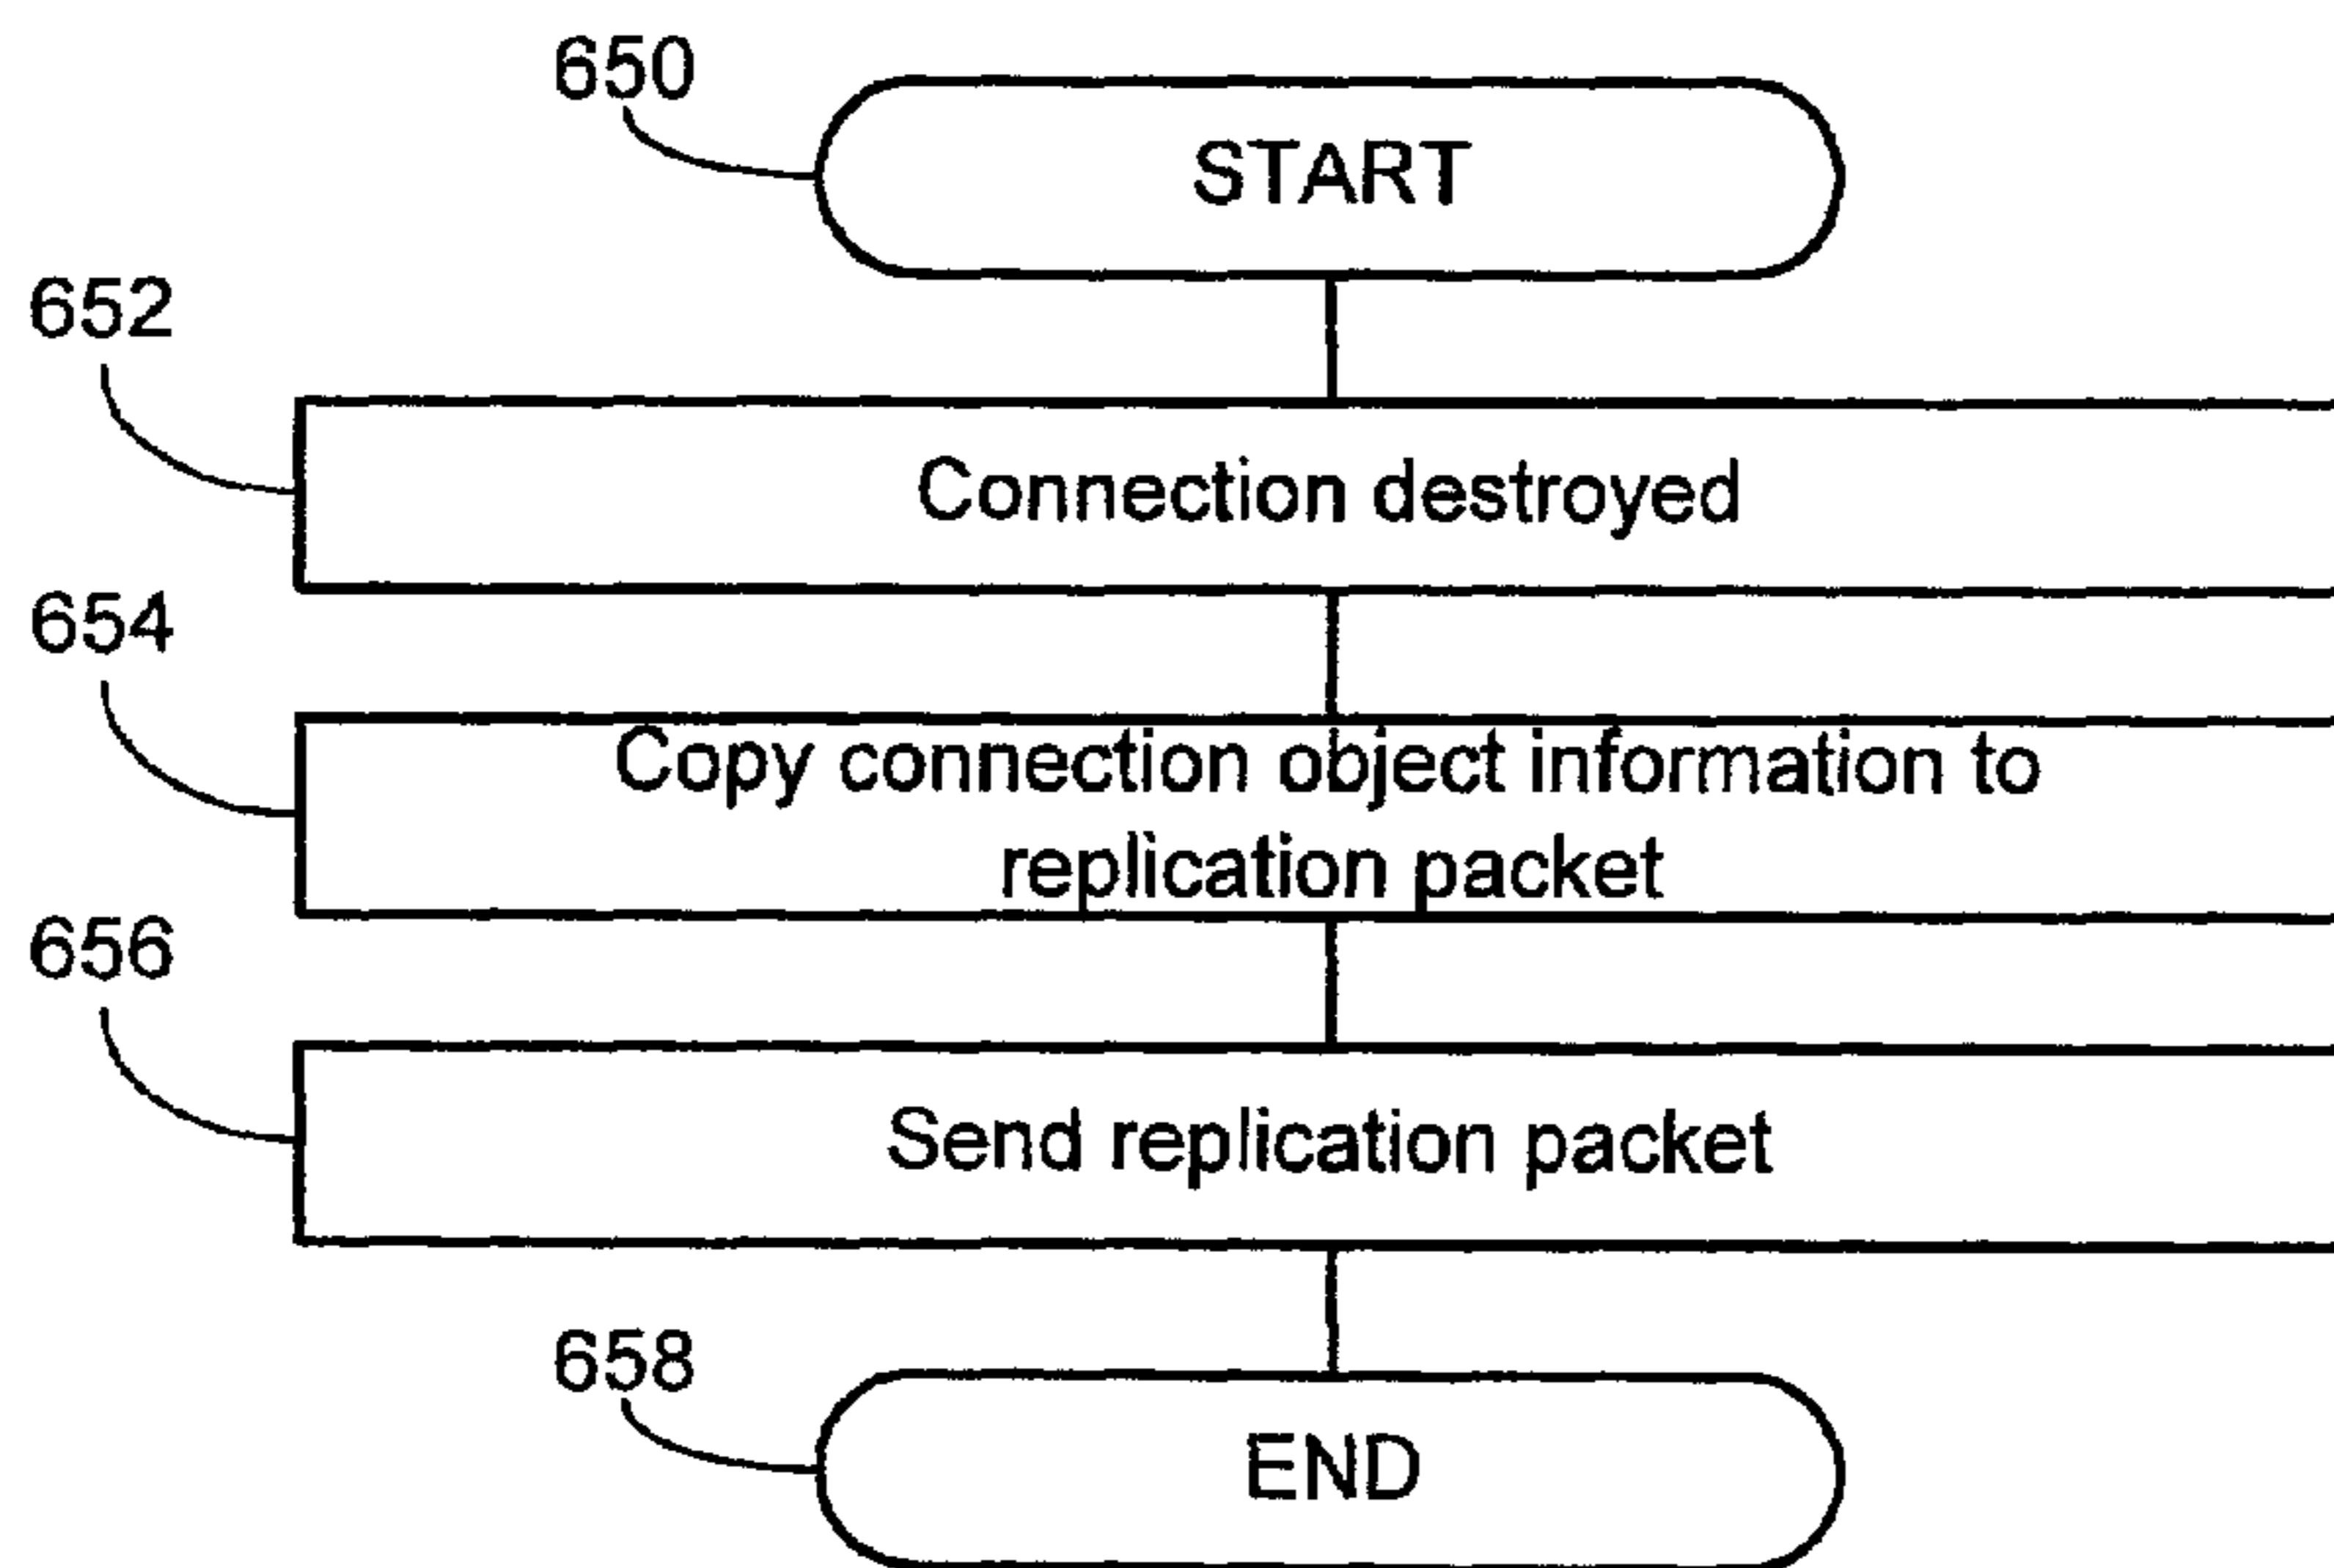 650
START
652
Connection destroyed
654
Copy connection object information to
replication packet
656
Send replication packet
658
END